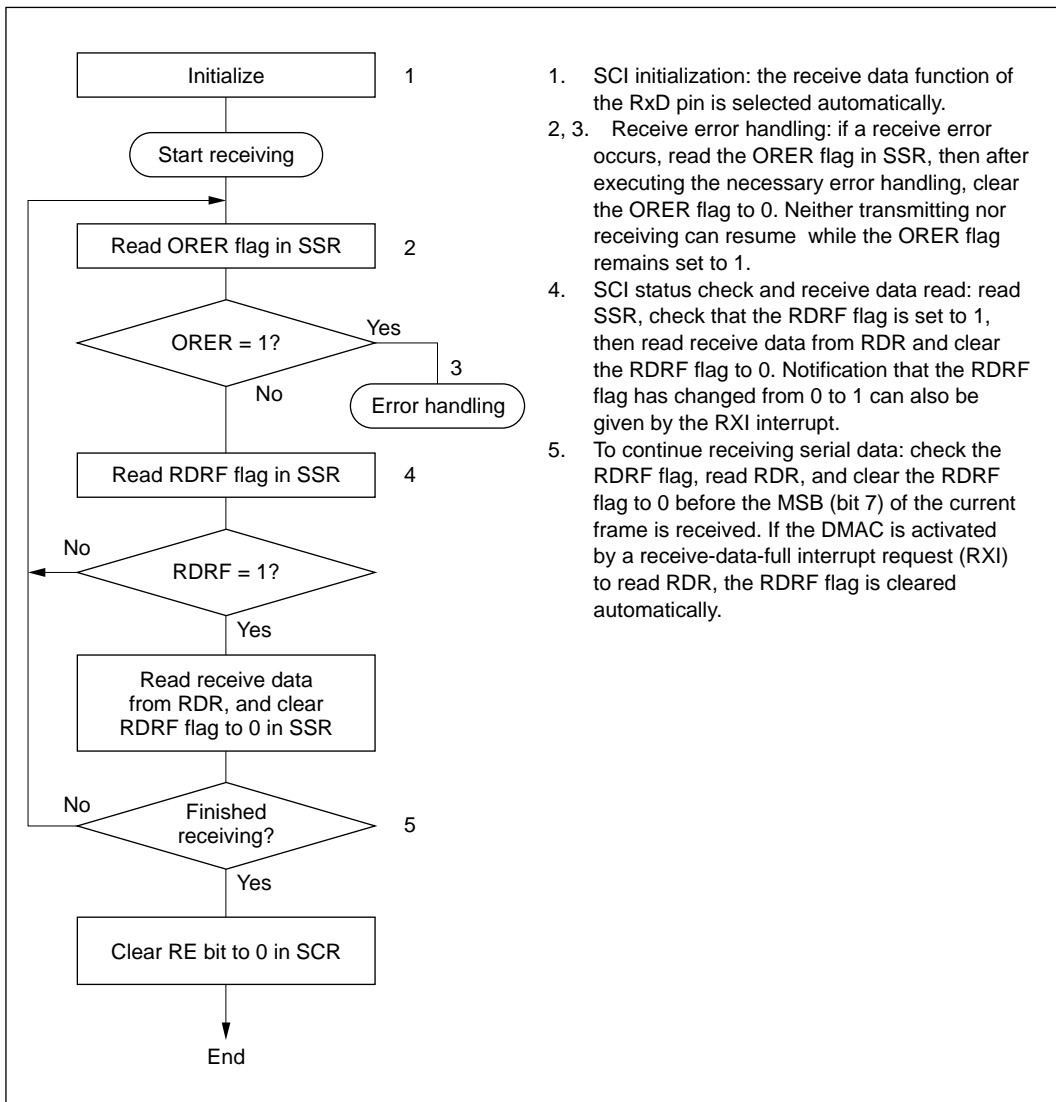 Initialize
1
Start receiving
Read ORER flag in SSR
2
ORER = 1?
Yes
No
3
Error handling
Read RDRF flag in SSR
4
No
RDRF = 1?
Yes
Read receive data
from RDR, and clear
RDRF flag to 0 in SSR
No
Finished
receiving?
5
Yes
Clear RE bit to 0 in SCR
End
1. SCI initialization: the receive data function of
the RxD pin is selected automatically.
2, 3. Receive error handling: if a receive error
occurs, read the ORER flag in SSR, then after
executing the necessary error handling, clear
the ORER flag to 0. Neither transmitting nor
receiving can resume while the ORER flag
remains set to 1.
4. SCI status check and receive data read: read
SSR, check that the RDRF flag is set to 1,
then read receive data from RDR and clear
the RDRF flag to 0. Notification that the RDRF
flag has changed from 0 to 1 can also be
given by the RXI interrupt.
5. To continue receiving serial data: check the
RDRF flag, read RDR, and clear the RDRF
flag to 0 before the MSB (bit 7) of the current
frame is received. If the DMAC is activated
by a receive-data-full interrupt request (RXI)
to read RDR, the RDRF flag is cleared
automatically.